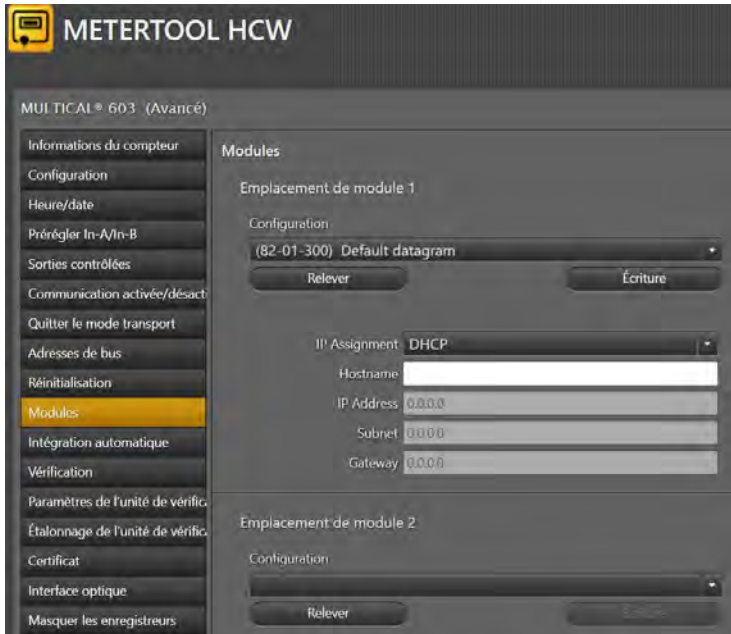 METERTOOL HCW
MULTICAL® 603 (Avancé)
Informations du compteur
Configuration
Heure/date
Prérégler In-A/In-B
Sorties contrôlées
Communication activée/désacti
Quitter le mode transport
Adresses de bus
Réinitialisation
Modules
Intégration automatique
Vérification
Paramètres de l'unité de vérifica
Étalonnage de l'unité de vérifica
Certificat
Interface optique
Masquer les enregistreurs
Modules
Emplacement de module 1
Configuration
(82-01-300) Default datagram
Relever Écriture
IP Assignment DHCP
Hostname
IP Address 0.0.0.0
Subnet 0.0.0.0
Gateway 0.0.0.0
Emplacement de module 2
Configuration
Relever